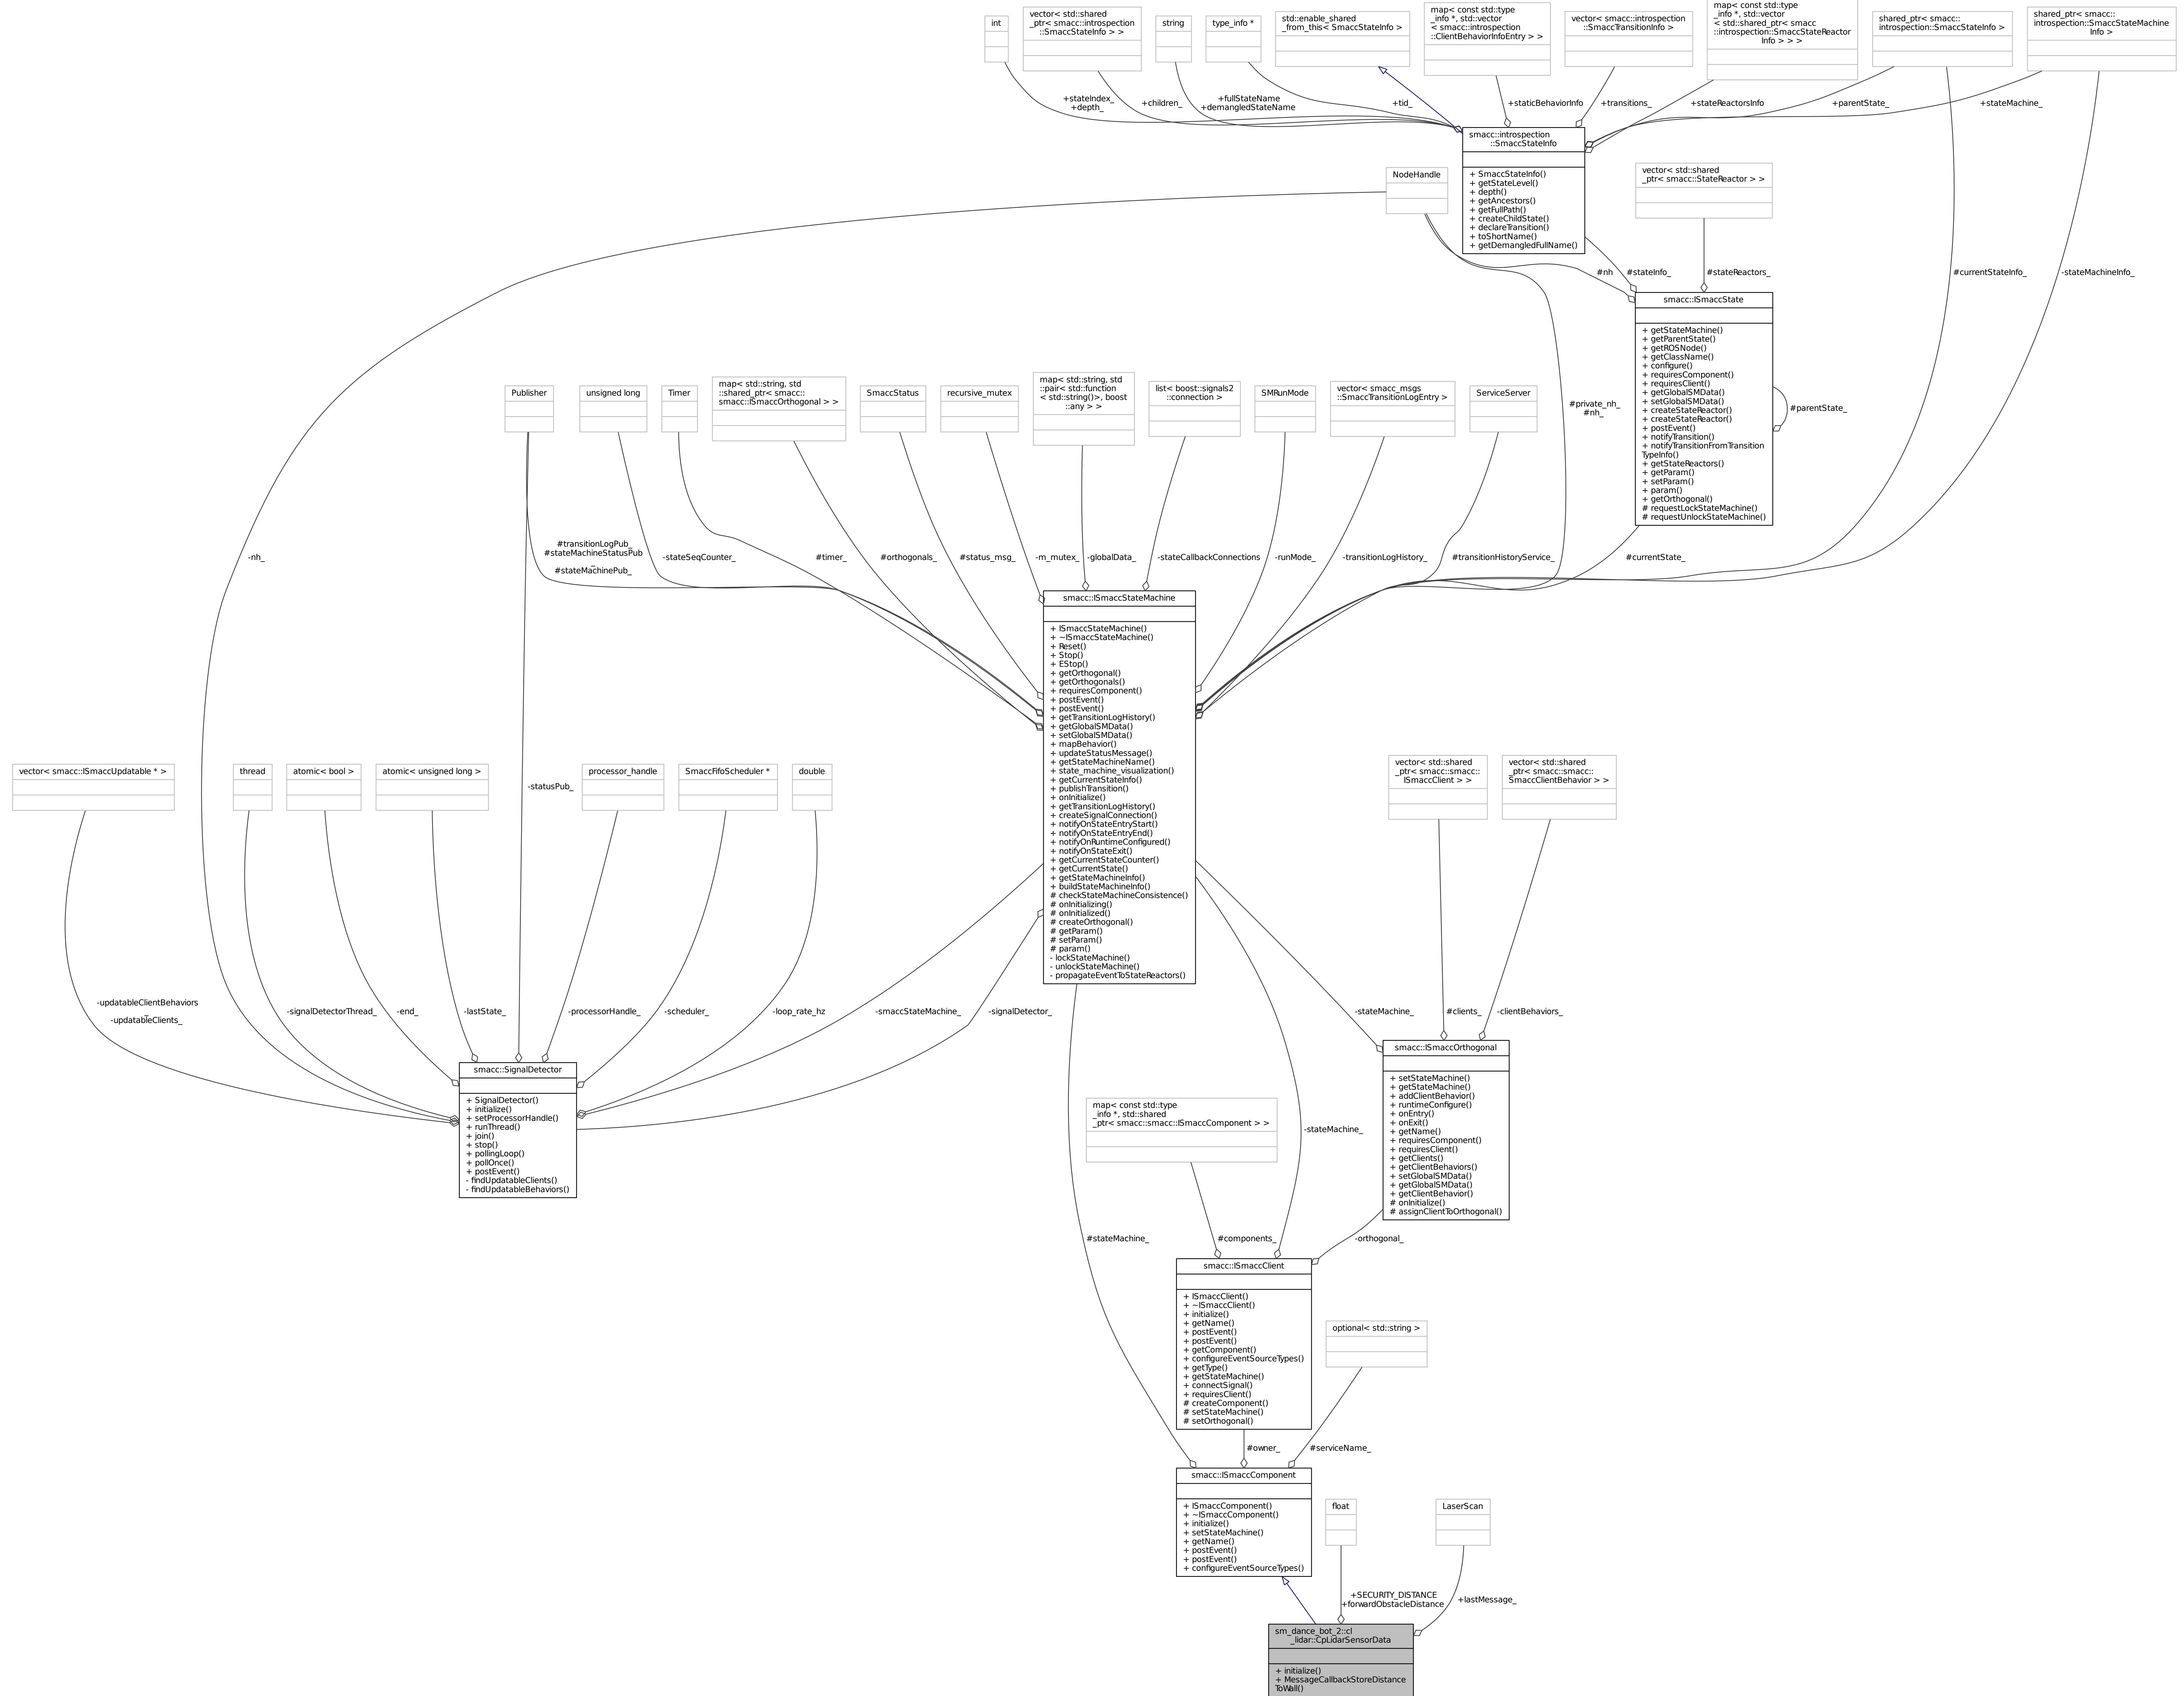 int
vector< std::shared
_ptr< smacc::introspection
::SmaccStateInfo > >
string
type_info *
std::enable_shared
_from_this< SmaccStateInfo >
map< const std::type
_info *, std::vector
< smacc::introspection
::ClientBehaviorInfoEntry > >
vector< smacc::introspection
::SmaccTransitionInfo >
map< const std::type
_info *, std::vector
< std::shared_ptr< smacc
::introspection::SmaccStateReactor
Info > > >
shared_ptr< smacc::
introspection::SmaccStateInfo >
shared_ptr< smacc::
introspection::SmaccStateMachine
Info >
+stateIndex_
+depth_
+children_
+fullStateName
+demangledStateName
+tid_
+staticBehaviorInfo
+transitions_
+stateReactorsInfo
+parentState_
+stateMachine_
smacc::introspection
::SmaccStateInfo
+ SmaccStateInfo()
+ getStateLevel()
+ depth()
+ getAncestors()
+ getFullPath()
+ createChildState()
+ declareTransition()
+ toShortName()
+ getDemangledFullName()
NodeHandle
vector< std::shared
_ptr< smacc::StateReactor > >
#nh
#stateInfo_
#stateReactors_
#currentStateInfo_
-stateMachineInfo_
smacc::ISmaccState
+ getStateMachine()
+ getParentState()
+ getROSNode()
+ getClassName()
+ configure()
+ requiresComponent()
+ requiresClient()
+ getGlobalSMData()
+ setGlobalSMData()
+ createStateReactor()
+ createStateReactor()
+ postEvent()
+ notifyTransition()
+ notifyTransitionFromTransition
TypeInfo()
+ getStateReactors()
+ getParam()
+ setParam()
+ param()
+ getOrthogonal()
# requestLockStateMachine()
# requestUnlockStateMachine()
#parentState_
Publisher
unsigned long
Timer
map< std::string, std
::shared_ptr< smacc::
smacc::ISmaccOrthogonal > >
SmaccStatus
recursive_mutex
map< std::string, std
::pair< std::function
< std::string()>, boost
::any > >
list< boost::signals2
::connection >
SMRunMode
vector< smacc_msgs
::SmaccTransitionLogEntry >
ServiceServer
#private_nh_
#nh_
-nh_
#transitionLogPub_
#stateMachineStatusPub
_
#stateMachinePub_
-stateSeqCounter_
#timer_
#orthogonals_
#status_msg_
-m_mutex_
-globalData_
-stateCallbackConnections
-runMode_
-transitionLogHistory_
#transitionHistoryService_
#currentState_
smacc::ISmaccStateMachine
+ ISmaccStateMachine()
+ ~ISmaccStateMachine()
+ Reset()
+ Stop()
+ EStop()
+ getOrthogonal()
+ getOrthogonals()
+ requiresComponent()
+ postEvent()
+ postEvent()
+ getTransitionLogHistory()
+ getGlobalSMData()
+ setGlobalSMData()
+ mapBehavior()
+ updateStatusMessage()
+ getStateMachineName()
+ state_machine_visualization()
+ getCurrentStateInfo()
+ publishTransition()
+ onInitialize()
+ getTransitionLogHistory()
+ createSignalConnection()
+ notifyOnStateEntryStart()
+ notifyOnStateEntryEnd()
+ notifyOnRuntimeConfigured()
+ notifyOnStateExit()
+ getCurrentStateCounter()
+ getCurrentState()
+ getStateMachineInfo()
+ buildStateMachineInfo()
# checkStateMachineConsistence()
# onInitializing()
# onInitialized()
# createOrthogonal()
# getParam()
# setParam()
# param()
- lockStateMachine()
- unlockStateMachine()
- propagateEventToStateReactors()
vector< smacc::ISmaccUpdatable * >
thread
atomic< bool >
atomic< unsigned long >
-statusPub_
processor_handle
SmaccFifoScheduler *
double
vector< std::shared
_ptr< smacc::smacc::
ISmaccClient > >
vector< std::shared
_ptr< smacc::smacc::
SmaccClientBehavior > >
-updatableClientBehaviors
_
-updatableClients_
-signalDetectorThread_
-end_
-lastState_
-processorHandle_
-scheduler_
-loop_rate_hz
-smaccStateMachine_
-signalDetector_
-stateMachine_
#clients_
-clientBehaviors_
smacc::SignalDetector
+ SignalDetector()
+ initialize()
+ setProcessorHandle()
+ runThread()
+ join()
+ stop()
+ pollingLoop()
+ pollOnce()
+ postEvent()
- findUpdatableClients()
- findUpdatableBehaviors()
smacc::ISmaccOrthogonal
+ setStateMachine()
+ getStateMachine()
+ addClientBehavior()
+ runtimeConfigure()
+ onEntry()
+ onExit()
+ getName()
+ requiresComponent()
+ requiresClient()
+ getClients()
+ getClientBehaviors()
+ setGlobalSMData()
+ getGlobalSMData()
+ getClientBehavior()
# onInitialize()
# assignClientToOrthogonal()
map< const std::type
_info *, std::shared
_ptr< smacc::smacc::ISmaccComponent > >
-stateMachine_
#stateMachine_
#components_
-orthogonal_
smacc::ISmaccClient
+ ISmaccClient()
+ ~ISmaccClient()
+ initialize()
+ getName()
+ postEvent()
+ postEvent()
+ getComponent()
+ configureEventSourceTypes()
+ getType()
+ getStateMachine()
+ connectSignal()
+ requiresClient()
# createComponent()
# setStateMachine()
# setOrthogonal()
optional< std::string >
#owner_
#serviceName_
smacc::ISmaccComponent
+ ISmaccComponent()
+ ~ISmaccComponent()
+ initialize()
+ setStateMachine()
+ getName()
+ postEvent()
+ postEvent()
+ configureEventSourceTypes()
float
LaserScan
+SECURITY_DISTANCE
+forwardObstacleDistance
+lastMessage_
sm_dance_bot_2::cl
_lidar::CpLidarSensorData
+ initialize()
+ MessageCallbackStoreDistance
ToWall()